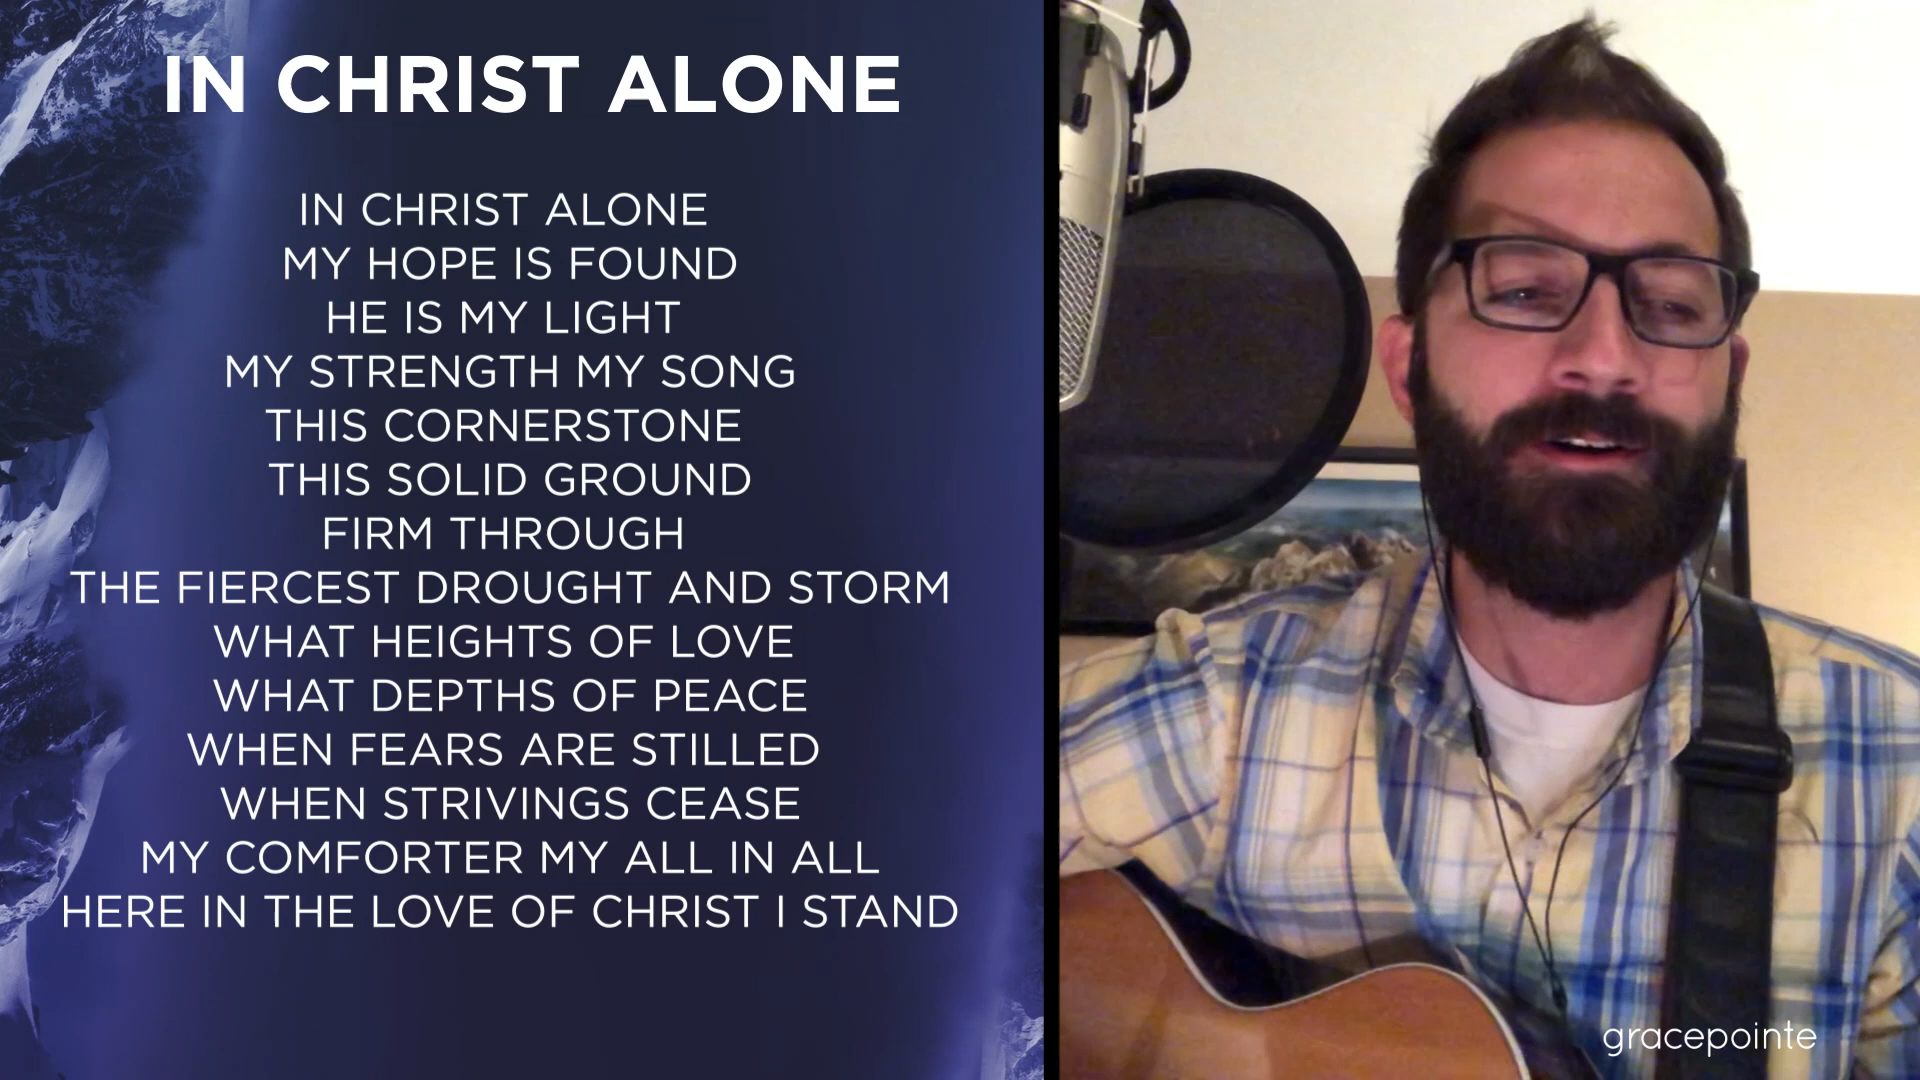 IN CHRIST ALONE
IN CHRIST ALONE
MY HOPE IS FOUND
HE IS MY LIGHT
MY STRENGTH MY SONG
THIS CORNERSTONE
THIS SOLID GROUND
FIRM THROUGH
THE FIERCEST DROUGHT AND STORM
WHAT HEIGHTS OF LOVE
WHAT DEPTHS OF PEACE
WHEN FEARS ARE STILLED
WHEN STRIVINGS CEASE
MY COMFORTER MY ALL IN ALL
HERE IN THE LOVE OF CHRIST I STAND
gracepointe